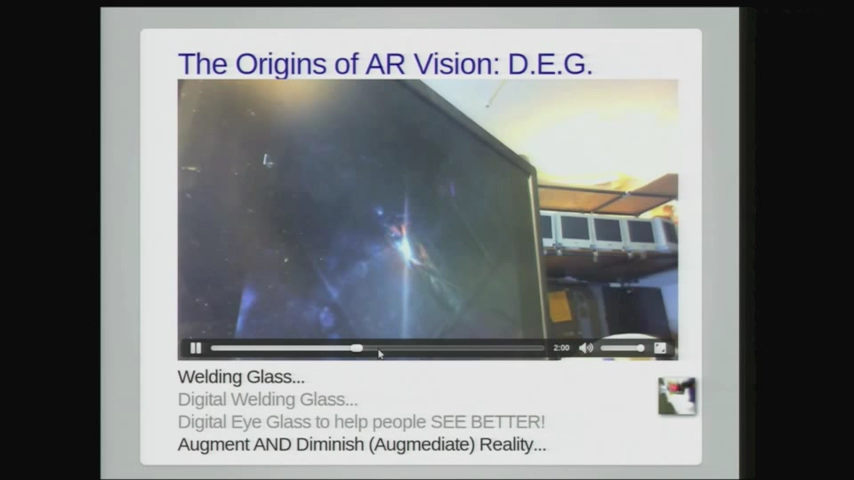 The Origins of AR Vision: D.E.G.
2:00
Welding Glass...
Digital Welding Glass...
Digital Eye Glass to help people SEE BETTER!
Augment AND Diminish (Augmediate) Reality...